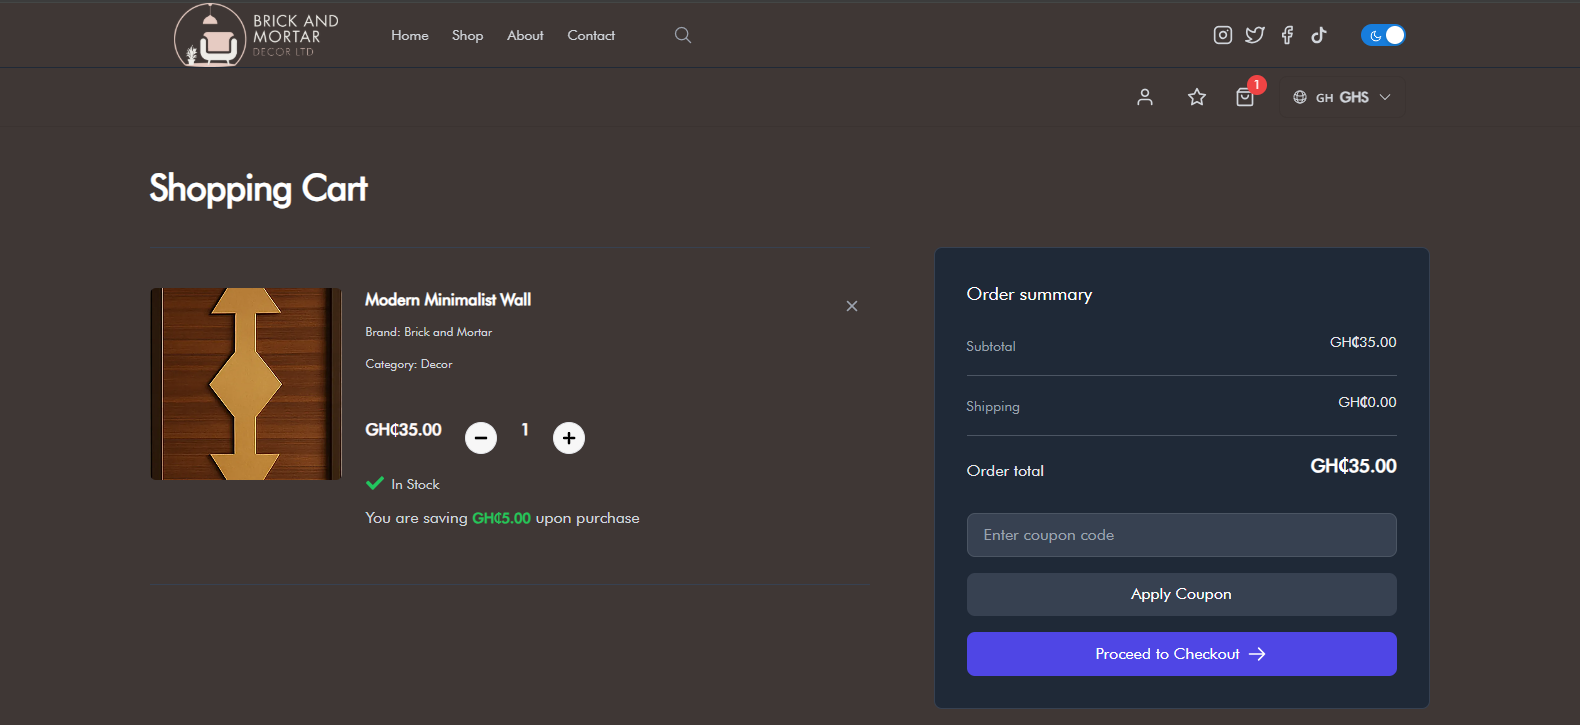 BRICK AND
MORTAR
DECOR LTD
Home Shop About Contact
1
GH GHS
Shopping Cart
Modern Minimalist Wall
Brand: Brick and Mortar
Category: Decor
GH₵35.00 1
In Stock
You are saving GH₵5.00 upon purchase
Order summary
Subtotal GH₵35.00
Shipping GH₵0.00
Order total GH₵35.00
Enter coupon code
Apply Coupon
Proceed to Checkout